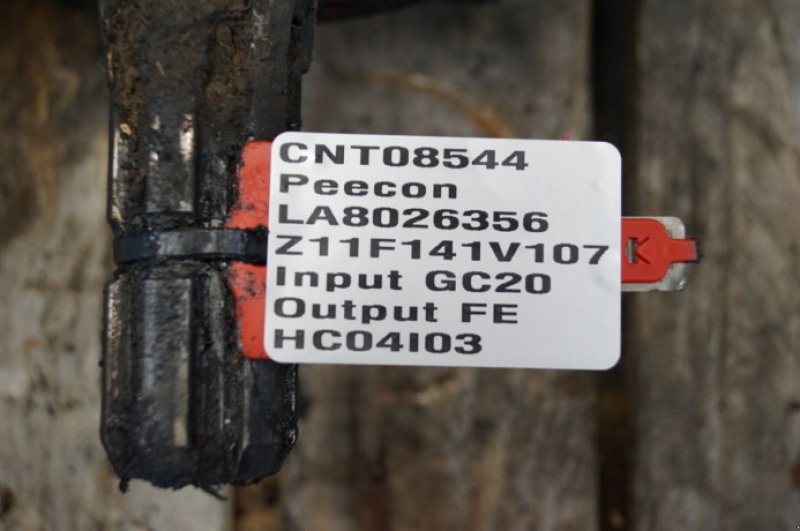 CNT08544
Peecon
LA8026356
Z11F141V107
Input GC20
Output FE
HC04I03
K